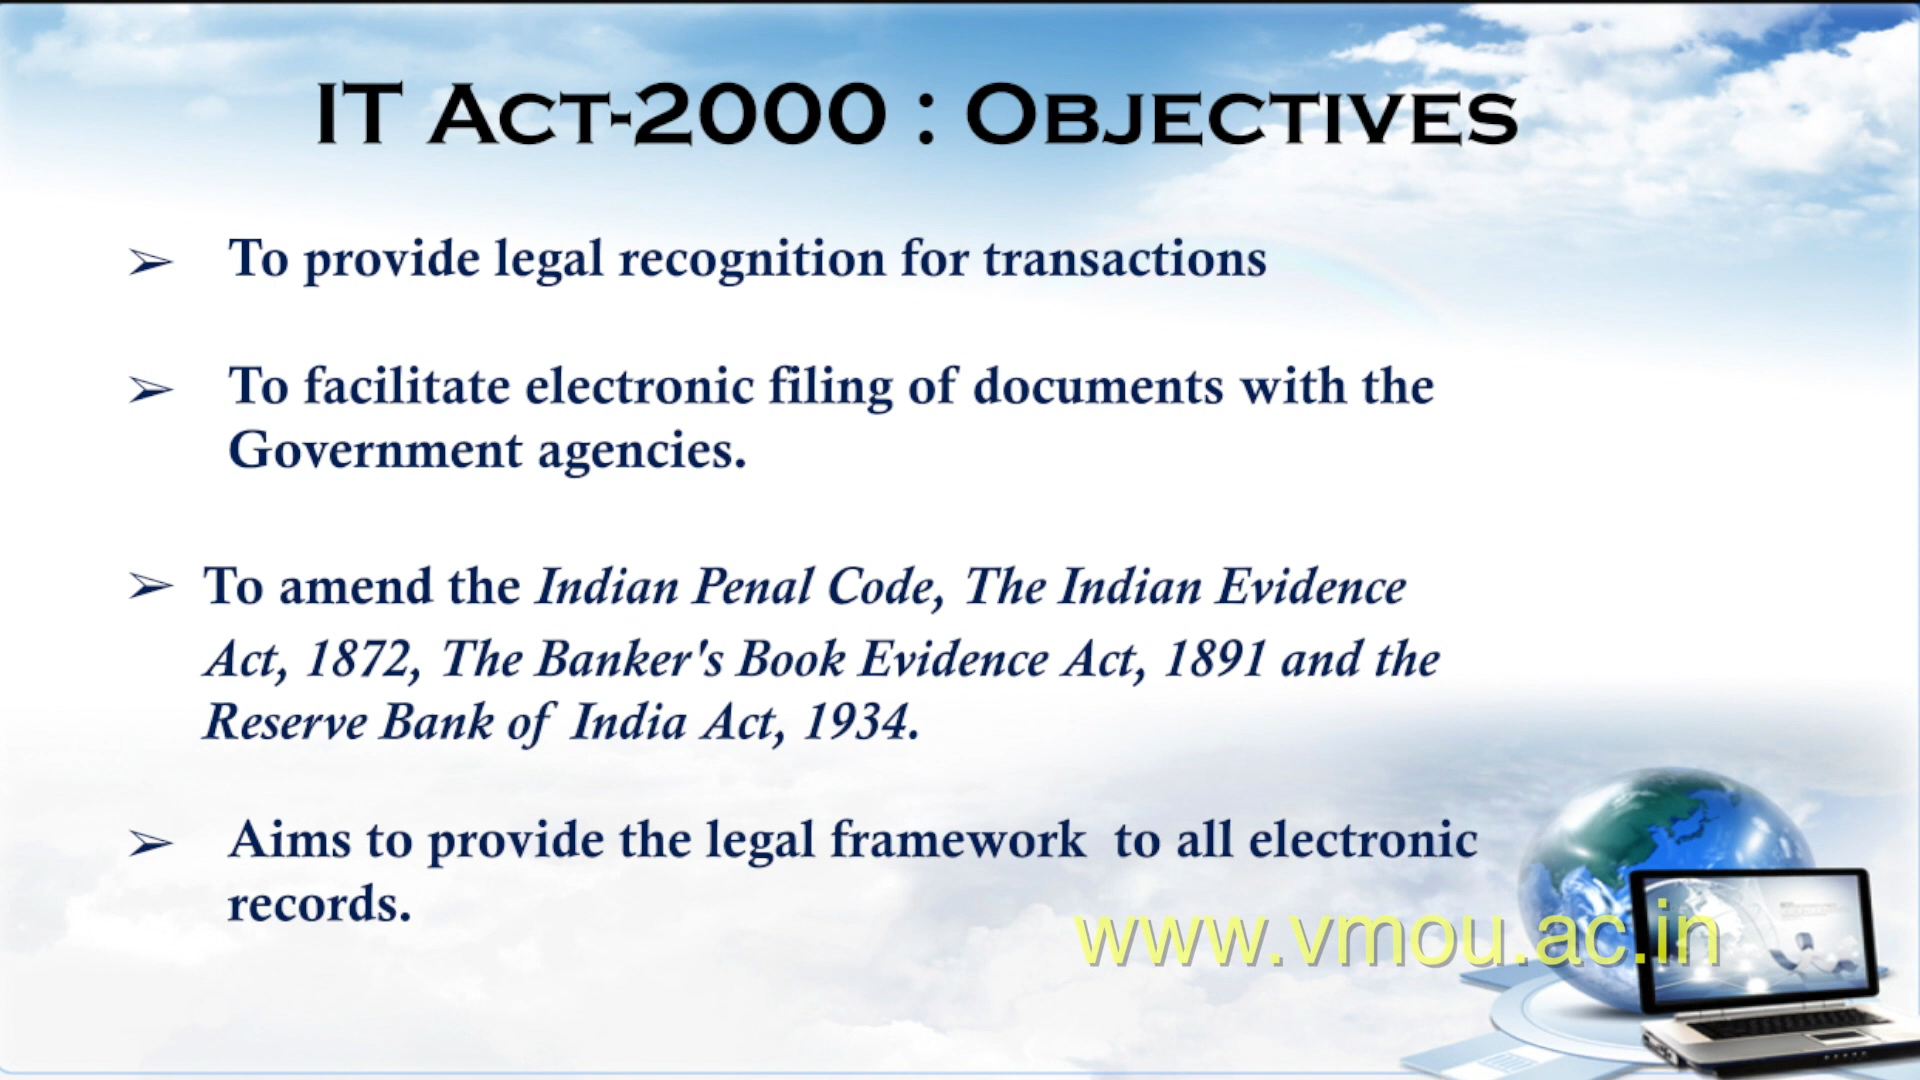 IT ACT-2000 : OBJECTIVES
➢ To provide legal recognition for transactions
➢ To facilitate electronic filing of documents with the
Government agencies.
➢ To amend the Indian Penal Code, The Indian Evidence
Act, 1872, The Banker's Book Evidence Act, 1891 and the
Reserve Bank of India Act, 1934.
➢ Aims to provide the legal framework to all electronic
records.
www.vmou.ac.in